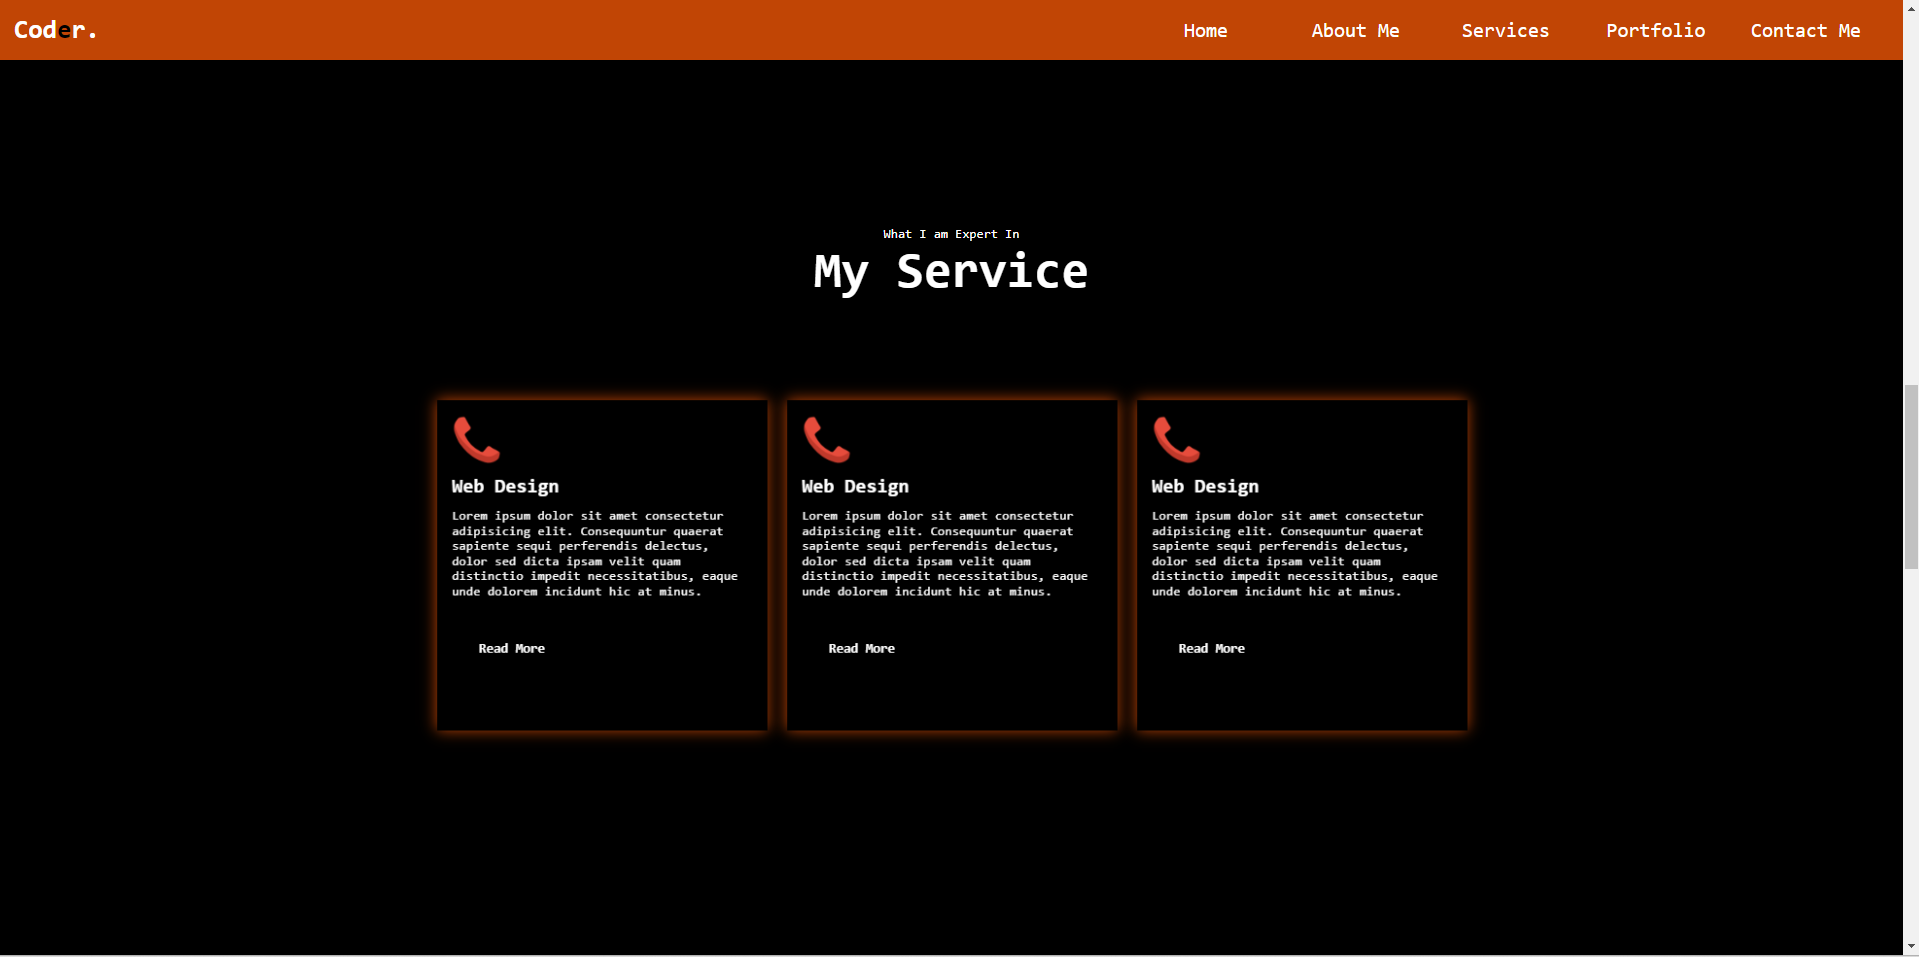 Coder.
Home About Me Services Portfolio Contact Me
What I am Expert In
My Service
Web Design
Lorem ipsum dolor sit amet consectetur
adipisicing elit. Consequuntur quaerat
sapiente sequi perferendis delectus,
dolor sed dicta ipsam velit quam
distinctio impedit necessitatibus, eaque
unde dolorem incidunt hic at minus.
Read More
Web Design
Lorem ipsum dolor sit amet consectetur
adipisicing elit. Consequuntur quaerat
sapiente sequi perferendis delectus,
dolor sed dicta ipsam velit quam
distinctio impedit necessitatibus, eaque
unde dolorem incidunt hic at minus.
Read More
Web Design
Lorem ipsum dolor sit amet consectetur
adipisicing elit. Consequuntur quaerat
sapiente sequi perferendis delectus,
dolor sed dicta ipsam velit quam
distinctio impedit necessitatibus, eaque
unde dolorem incidunt hic at minus.
Read More